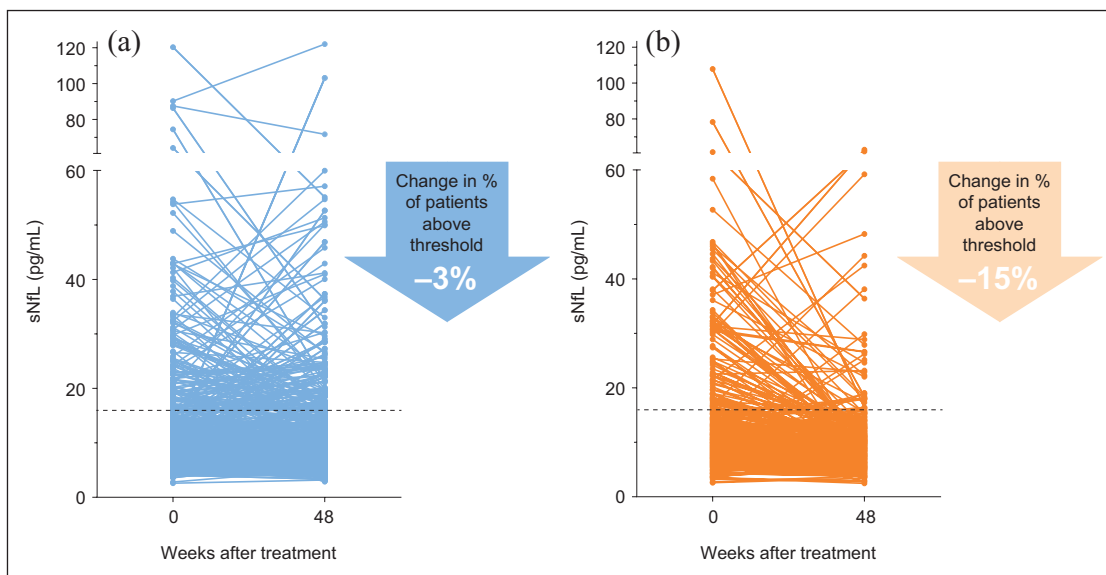 (a)
120
100
80
60
40
20
0
sNfL (pg/mL)
0 48
Weeks after treatment
Change in %
of patients
above
threshold
–3%
(b)
120
100
80
60
40
20
0
sNfL (pg/mL)
0 48
Weeks after treatment
Change in %
of patients
above
threshold
–15%